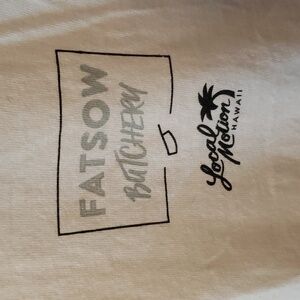 FATSOW
BUTCHERY
Local
Motion
HAWAII